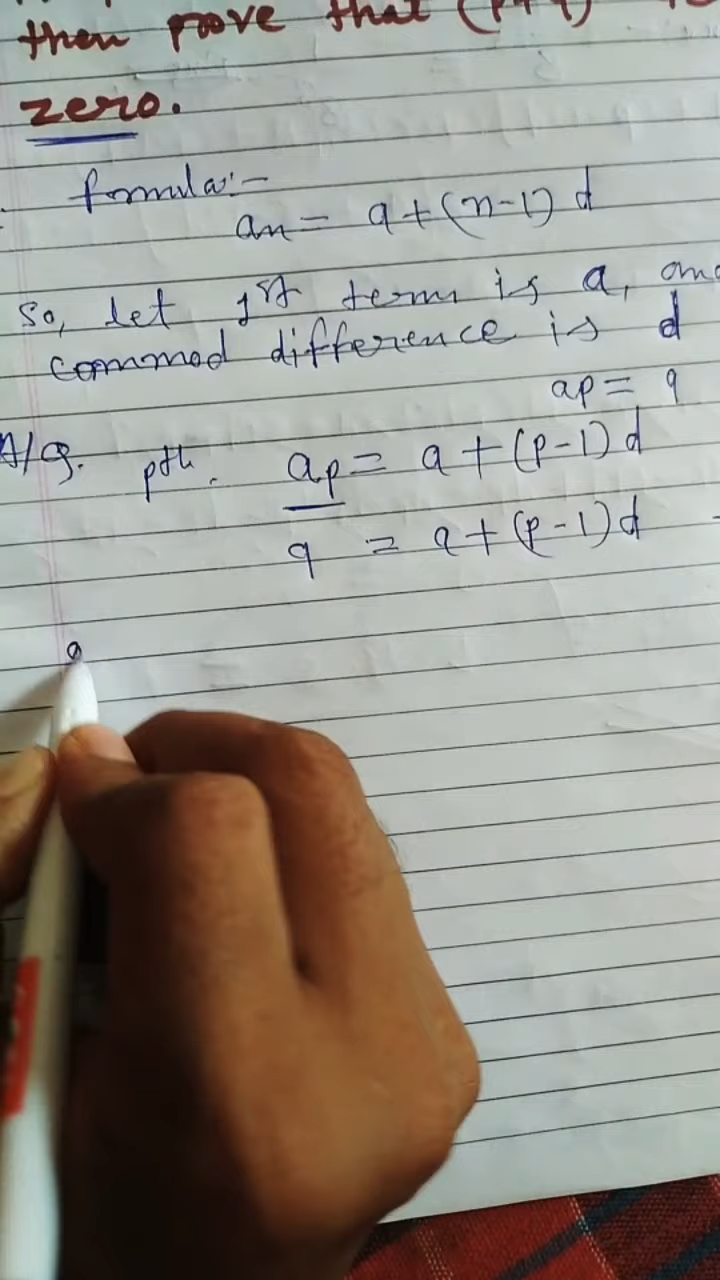 then prove that (p+q)
zero.
formula:-
an = a+(n-1) d
so, let 1st term is a, and
commod difference is d
ap = q
A/q. pth. ap = a+(p-1)d
q = a+(p-1)d
a